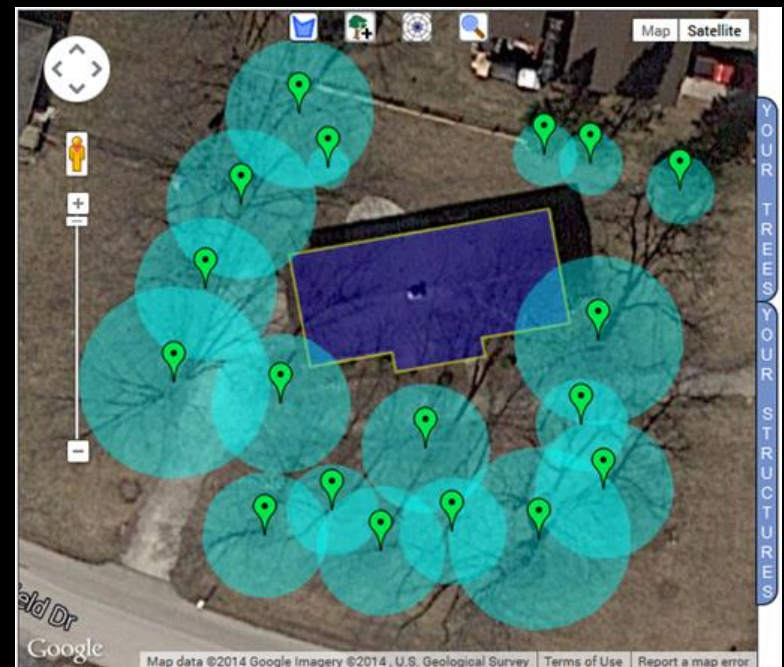 Map Satellite
YOUR TREES
YOUR STRUCTURES
eld Dr
Google
Map data ©2014 Google Imagery ©2014 , U.S. Geological Survey Terms of Use Report a map error